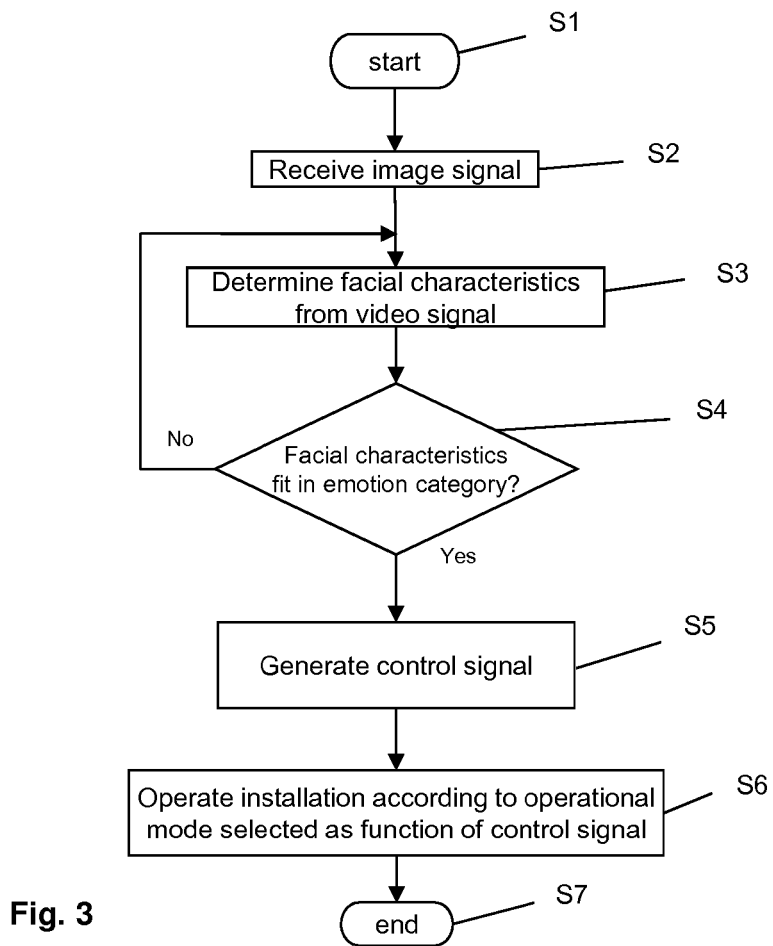 S1
start
S2
Receive image signal
S3
Determine facial characteristics
from video signal
S4
No
Facial characteristics
fit in emotion category?
Yes
S5
Generate control signal
S6
Operate installation according to operational
mode selected as function of control signal
S7
end
Fig. 3